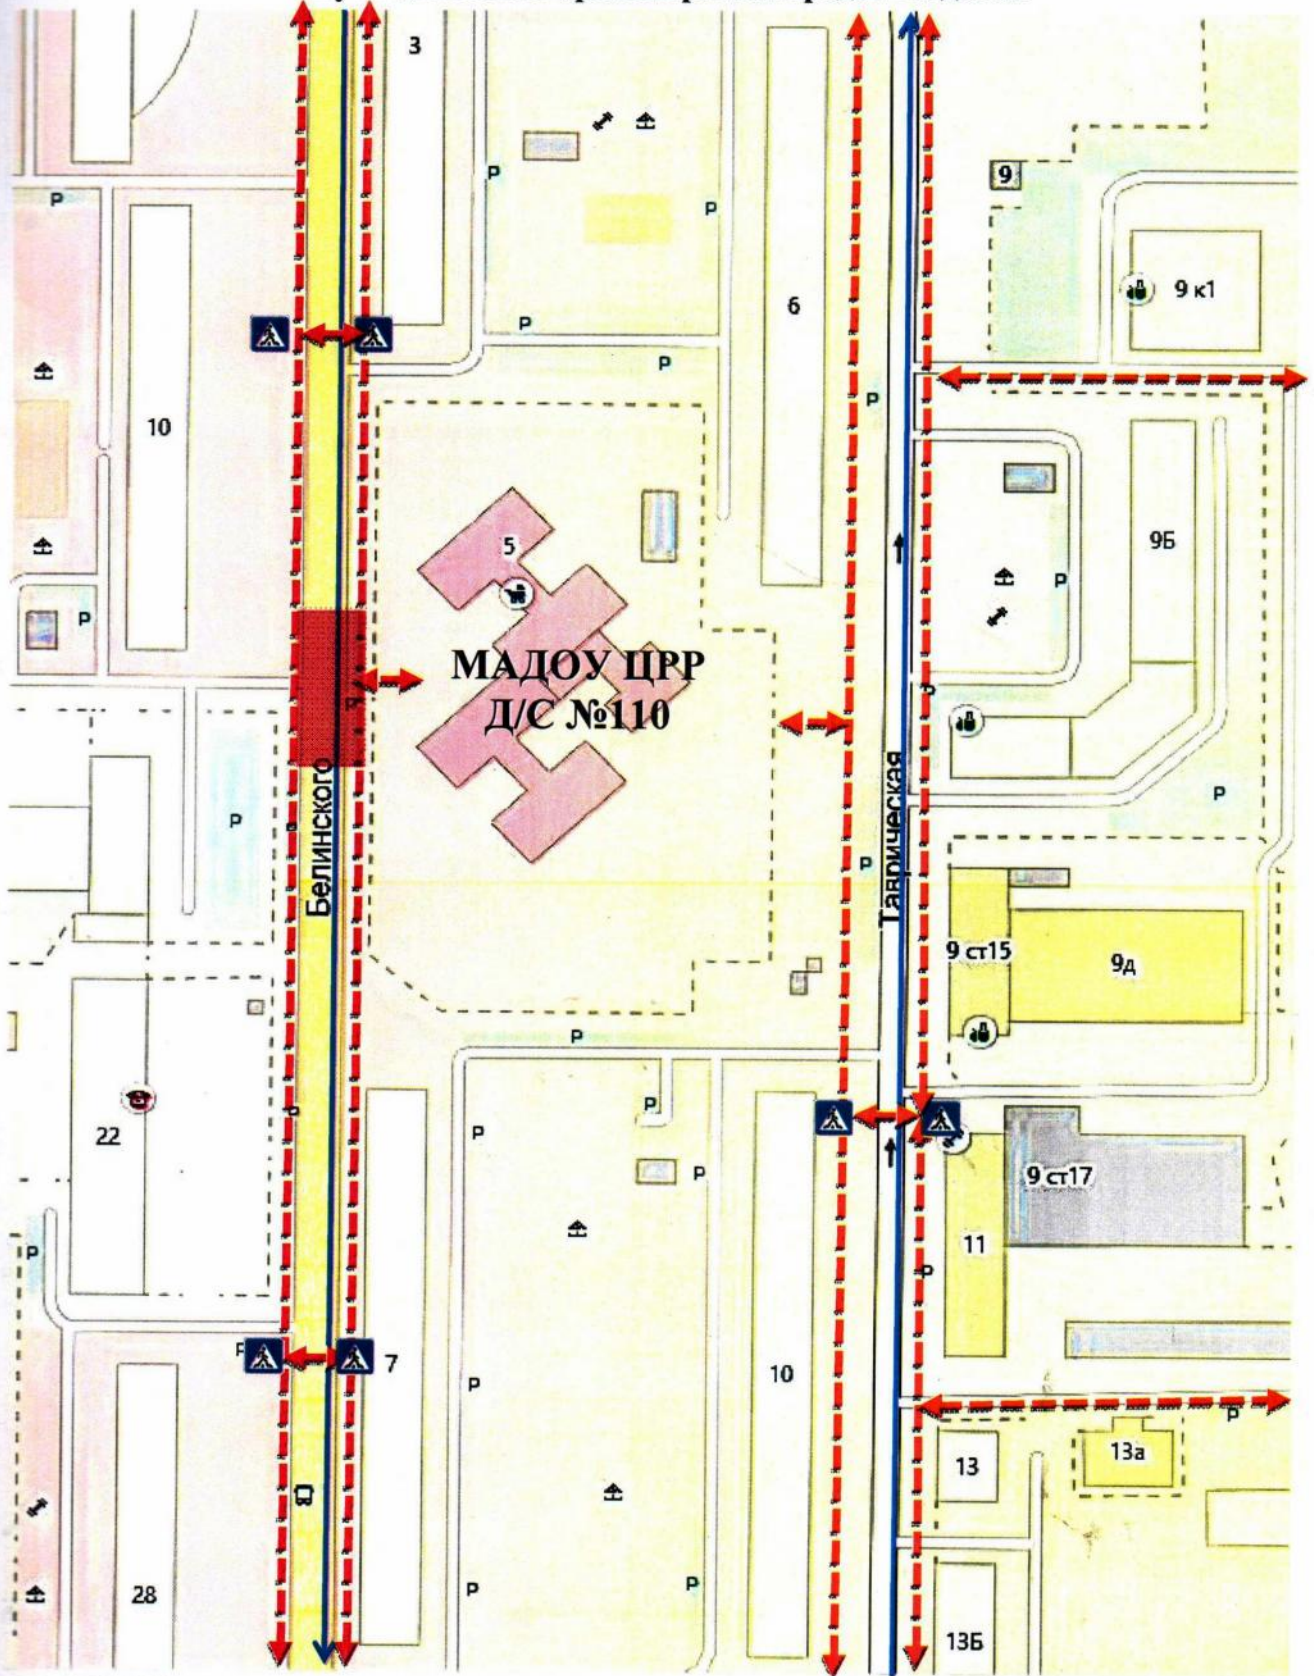 3
Р
9
Р
Р
9 к1
6
Р
Р
Р
10
5
9Б
Р
Р
МАДОУ ЦРР
Д/С №110
Р
Белинского
Таврическая
Р
Р
Р
9 ст15
9д
Р
Р
Р
22
Р
9 ст17
11
Р
Р
Р
7
10
Р
Р
13
13а
28
Р
Р
13Б